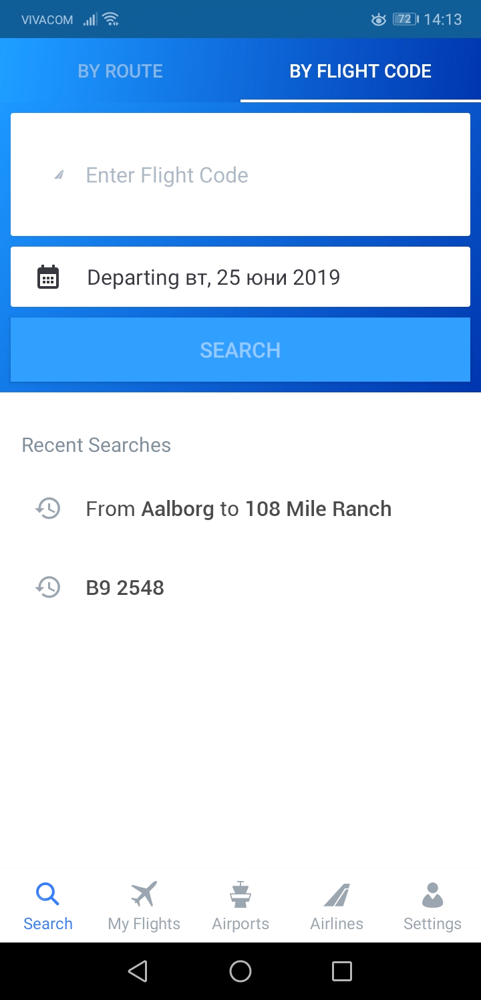 VIVACOM 72 14:13
BY ROUTE BY FLIGHT CODE
Enter Flight Code
Departing вт, 25 юни 2019
SEARCH
Recent Searches
From Aalborg to 108 Mile Ranch
B9 2548
Search My Flights Airports Airlines Settings